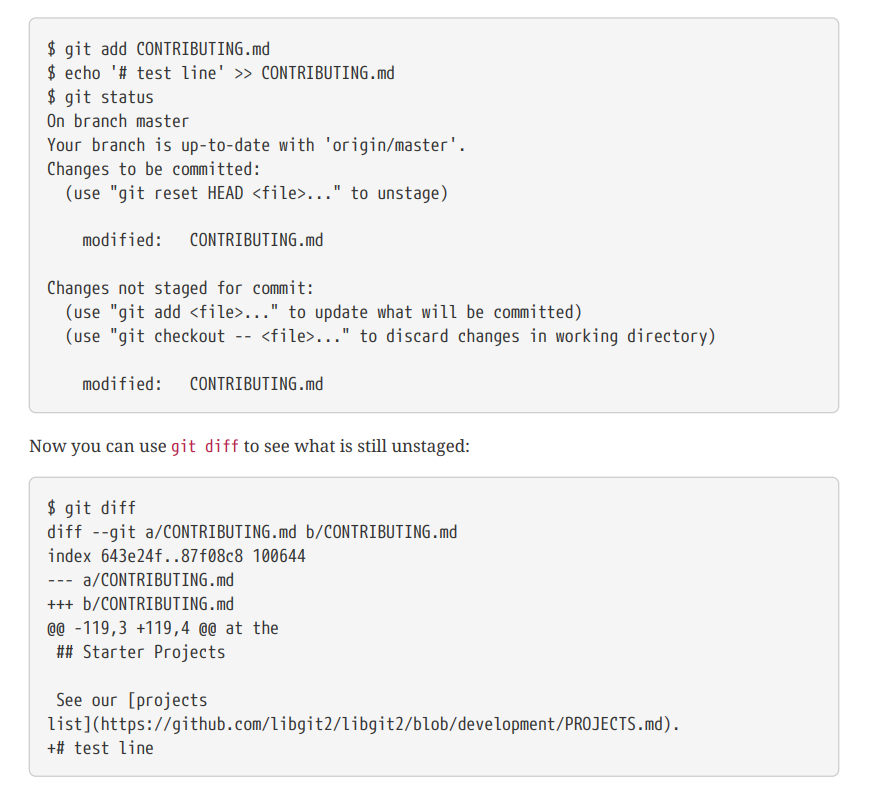 $ git add CONTRIBUTING.md
$ echo '# test line' >> CONTRIBUTING.md
$ git status
On branch master
Your branch is up-to-date with 'origin/master'.
Changes to be committed:
  (use "git reset HEAD <file>..." to unstage)

    modified:   CONTRIBUTING.md

Changes not staged for commit:
  (use "git add <file>..." to update what will be committed)
  (use "git checkout -- <file>..." to discard changes in working directory)

    modified:   CONTRIBUTING.md

Now you can use git diff to see what is still unstaged:

$ git diff
diff --git a/CONTRIBUTING.md b/CONTRIBUTING.md
index 643e24f..87f08c8 100644
--- a/CONTRIBUTING.md
+++ b/CONTRIBUTING.md
@@ -119,3 +119,4 @@ at the
 ## Starter Projects

 See our [projects
list](https://github.com/libgit2/libgit2/blob/development/PROJECTS.md).
+# test line